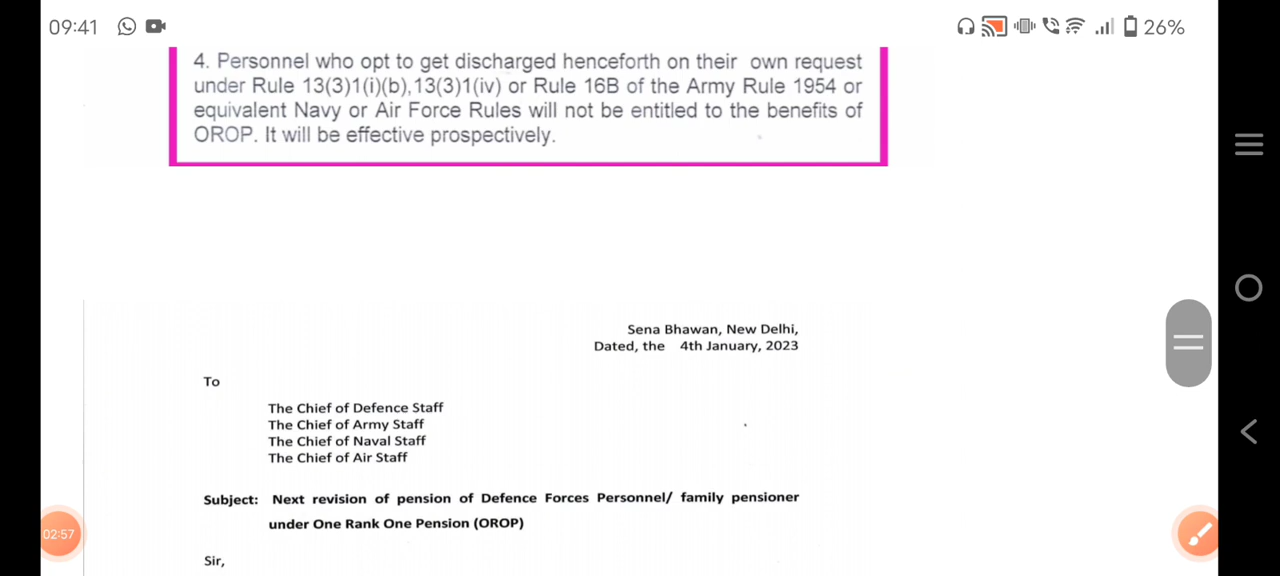 09:41
26%
4. Personnel who opt to get discharged henceforth on their own request
under Rule 13(3)1(i)(b),13(3)1(iv) or Rule 16B of the Army Rule 1954 or
equivalent Navy or Air Force Rules will not be entitled to the benefits of
OROP. It will be effective prospectively.
Sena Bhawan, New Delhi,
Dated, the 4th January, 2023
To
The Chief of Defence Staff
The Chief of Army Staff
The Chief of Naval Staff
The Chief of Air Staff
Subject: Next revision of pension of Defence Forces Personnel/ family pensioner
under One Rank One Pension (OROP)
02:57
Sir,